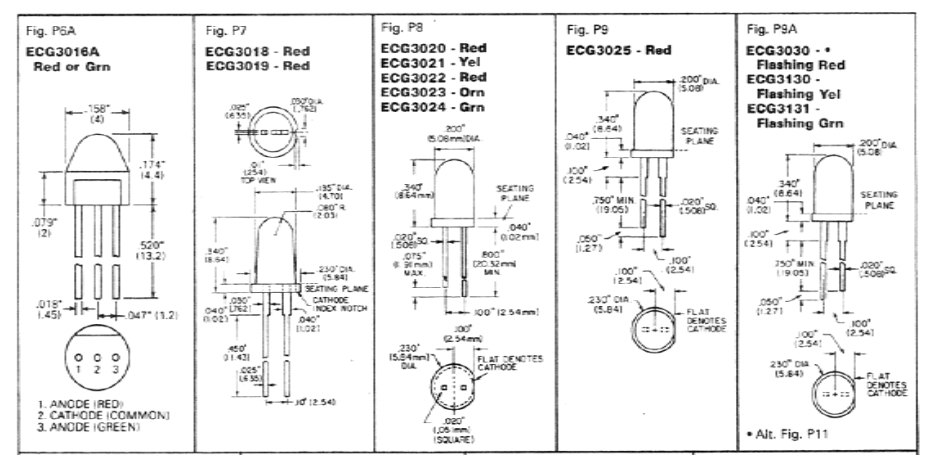 Fig. P6A
ECG3016A
Red or Grn
.158"
(4)
.174"
(4.4)
.079"
(2)
.520"
(13.2)
.018"
(.45)
.047" (1.2)
1 2 3
1. ANODE (RED)
2. CATHODE (COMMON)
3. ANODE (GREEN)
Fig. P7
ECG3018 - Red
ECG3019 - Red
.025"
(.635)
.030" DIA.
(.762)
.01"
(.254)
TOP VIEW
.185" DIA.
(4.70)
.080" R.
(2.03)
.340"
(8.64)
.230" DIA.
(5.84)
SEATING PLANE
CATHODE
INDEX NOTCH
.030"
(.762)
.040"
(1.02)
.040"
(1.02)
.450"
(11.43)
.025"
(.635)
.10" (2.54)
Fig. P8
ECG3020 - Red
ECG3021 - Yel
ECG3022 - Red
ECG3023 - Orn
ECG3024 - Grn
.200"
(5.08mm) DIA.
.340"
(8.64mm)
SEATING
PLANE
.040"
(1.02mm)
.020" SQ.
(.508)
.075"
(1.91mm)
MAX.
.800"
(20.32mm)
MIN.
.100" (2.54mm)
.100"
(2.54mm)
.230"
(5.84mm)
DIA.
FLAT DENOTES
CATHODE
.020"
(.051mm)
(SQUARE)
Fig. P9
ECG3025 - Red
.200" DIA.
(5.08)
.340"
(8.64)
.040"
(1.02)
SEATING
PLANE
.100"
(2.54)
.750" MIN.
(19.05)
.020" SQ.
(.508)
.050"
(1.27)
.100"
(2.54)
.100"
(2.54)
.230" DIA.
(5.84)
FLAT
DENOTES
CATHODE
Fig. P9A
ECG3030 - •
Flashing Red
ECG3130 -
Flashing Yel
ECG3131 -
Flashing Grn
.200" DIA.
(5.08)
.340"
(8.64)
.040"
(1.02)
SEATING
PLANE
.100"
(2.54)
.750" MIN
(19.05)
.020" SQ.
(.508)
.050"
(1.27)
.100"
(2.54)
.100"
(2.54)
.230" DIA
(5.84)
FLAT
DENOTES
CATHODE
• Alt. Fig. P11